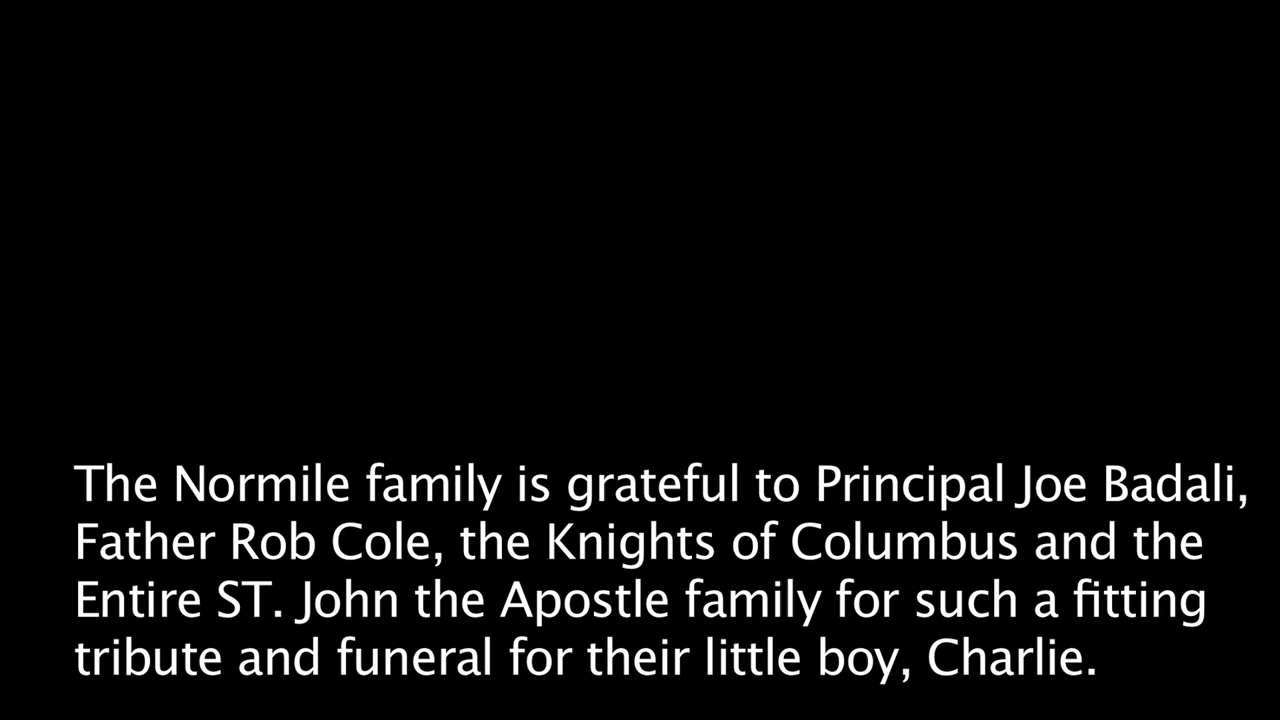 The Normile family is grateful to Principal Joe Badali,
Father Rob Cole, the Knights of Columbus and the
Entire ST. John the Apostle family for such a fitting
tribute and funeral for their little boy, Charlie.